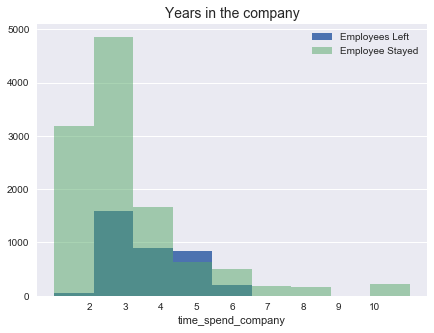 Years in the company
Employees Left
Employee Stayed
5000
4000
3000
2000
1000
0
2 3 4 5 6 7 8 9 10
time_spend_company